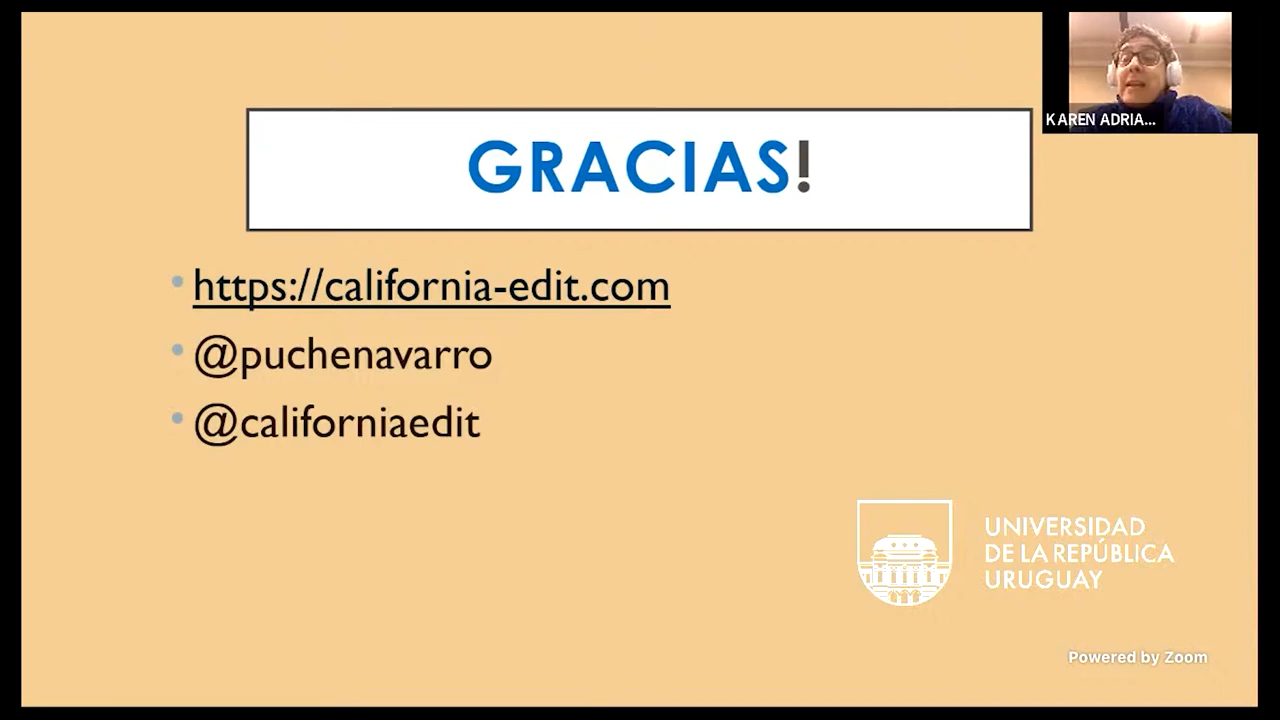 KAREN ADRIA...
GRACIAS!
https://california-edit.com
@puchenavarro
@californiaedit
UNIVERSIDAD
DE LA REPÚBLICA
URUGUAY
Powered by Zoom